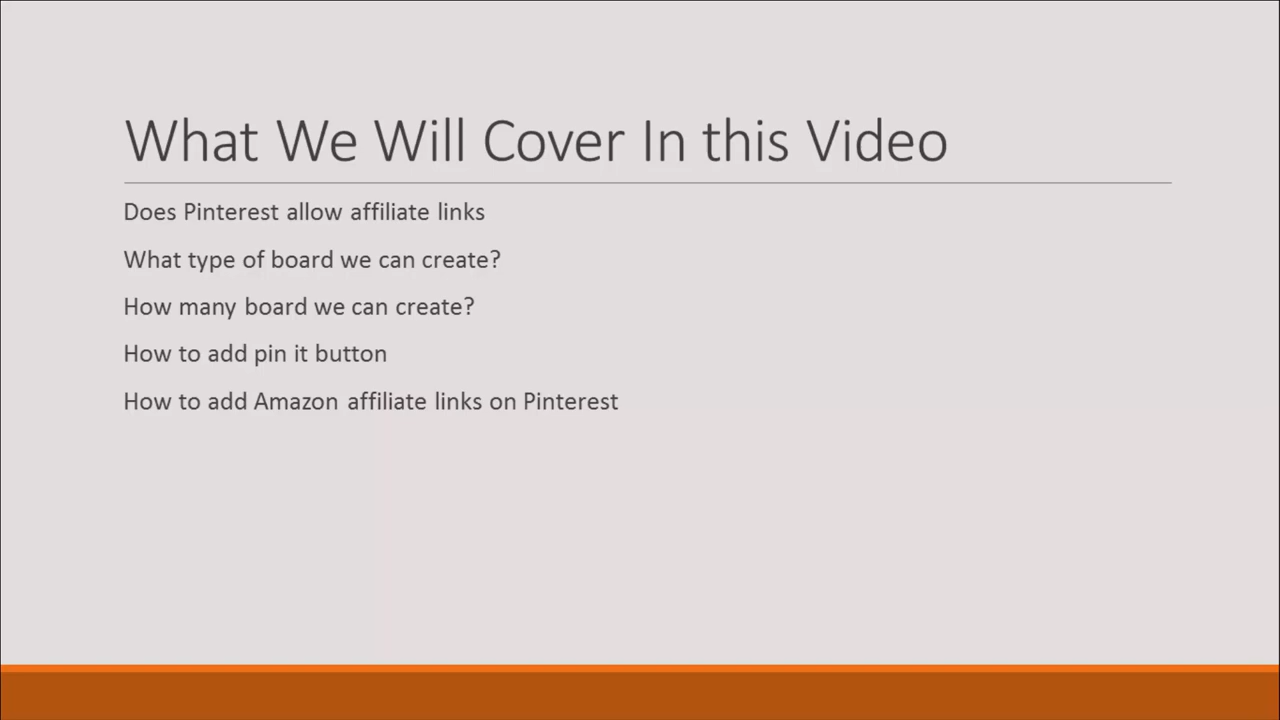 What We Will Cover In this Video
Does Pinterest allow affiliate links
What type of board we can create?
How many board we can create?
How to add pin it button
How to add Amazon affiliate links on Pinterest